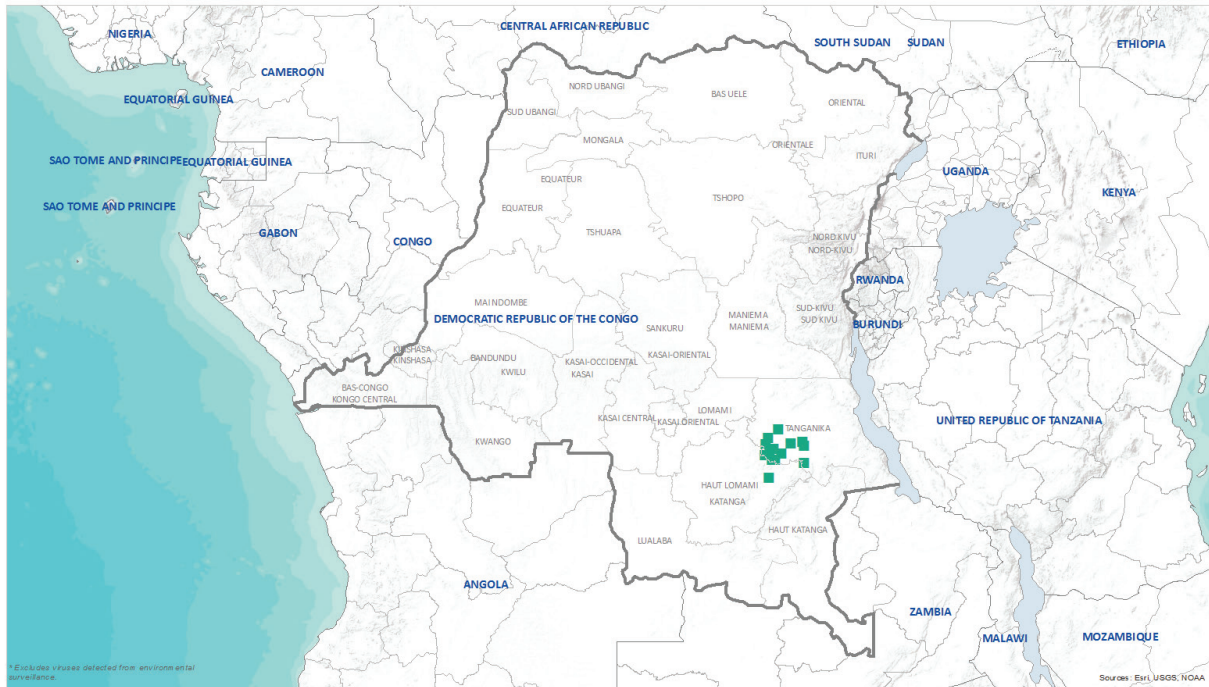 CENTRAL AFRICAN REPUBLIC
NIGERIA
SOUTH SUDAN
SUDAN
ETHIOPIA
CAMEROON
NORD UBANGI
BAS UELE
EQUATORIAL GUINEA
ORIENTAL
SUD UBANGI
MONGALA
ORIENTALE
ITURI
SAO TOME AND PRINCIPE
EQUATORIAL GUINEA
UGANDA
EQUATEUR
KENYA
TSHOPO
SAO TOME AND PRINCIPE
EQUATEUR
GABON
CONGO
TSHUAPA
NORD KIVU
NORD-KIVU
RWANDA
MAI NDOMBE
SUD-KIVU
SUD KIVU
DEMOCRATIC REPUBLIC OF THE CONGO
MANIEMA
MANIEMA
BURUNDI
SANKURU
KINSHASA
KINSHASA
BANDUNDU
KWILU
KASAI-OCCIDENTAL
KASAI
KASAI-ORIENTAL
BAS-CONGO
KONGO CENTRAL
KASAI CENTRAL
LOMAMI
KASAI ORIENTAL
TANGANIKA
UNITED REPUBLIC OF TANZANIA
KWANGO
HAUT LOMAMI
KATANGA
HAUT KATANGA
LUALABA
ANGOLA
ZAMBIA
MALAWI
MOZAMBIQUE
* Excludes viruses detected from environmental
surveillance.
Sources: Esri, USGS, NOAA